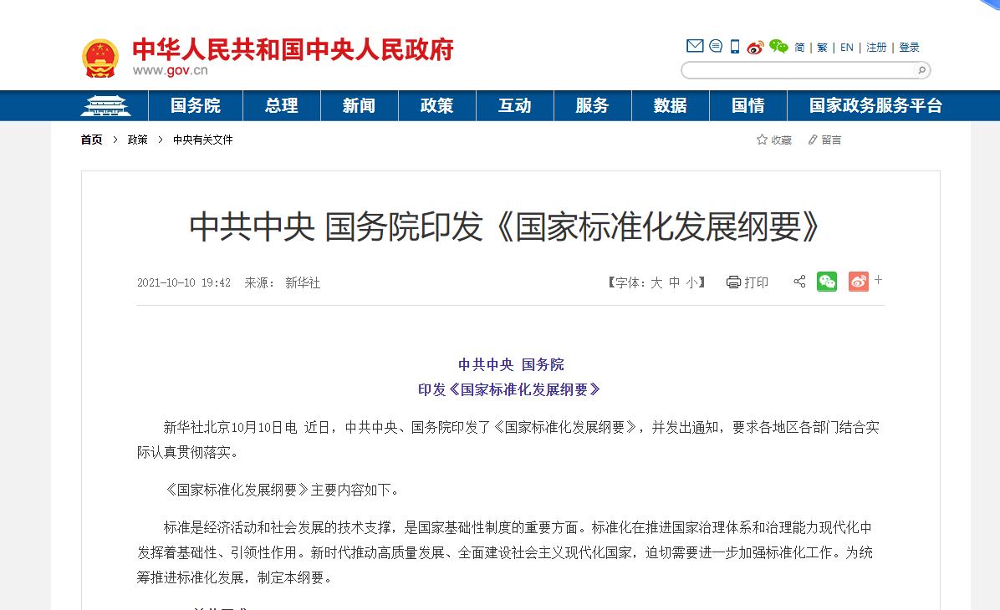 中华人民共和国中央人民政府
www.gov.cn
简 | 繁 | EN | 注册 | 登录
国务院 总理 新闻 政策 互动 服务 数据 国情 国家政务服务平台
首页 > 政策 > 中央有关文件
收藏 留言
中共中央 国务院印发《国家标准化发展纲要》
2021-10-10 19:42 来源： 新华社 【字体：大 中 小】 打印 +
中共中央 国务院
印发《国家标准化发展纲要》
新华社北京10月10日电 近日，中共中央、国务院印发了《国家标准化发展纲要》，并发出通知，要求各地区各部门结合实
际认真贯彻落实。
《国家标准化发展纲要》主要内容如下。
标准是经济活动和社会发展的技术支撑，是国家基础性制度的重要方面。标准化在推进国家治理体系和治理能力现代化中
发挥着基础性、引领性作用。新时代推动高质量发展、全面建设社会主义现代化国家，迫切需要进一步加强标准化工作。为统
筹推进标准化发展，制定本纲要。